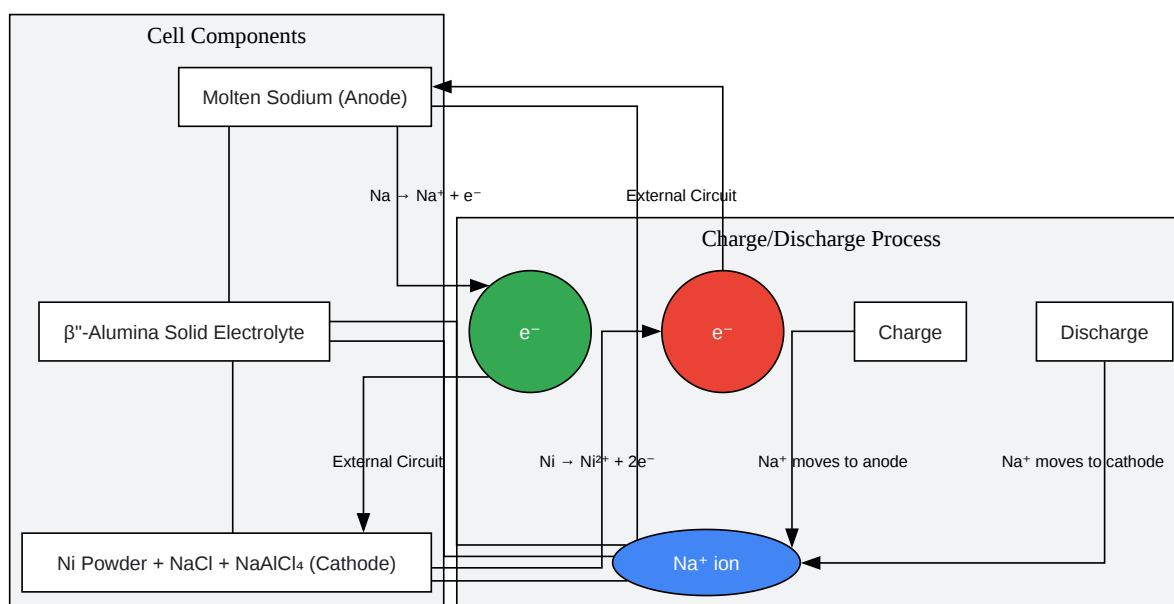 Cell Components
Molten Sodium (Anode)
Na → Na⁺ + e⁻
External Circuit
Charge/Discharge Process
β"-Alumina Solid Electrolyte
e⁻
e⁻
Charge
Discharge
External Circuit
Ni → Ni²⁺ + 2e⁻
Na⁺ moves to anode
Na⁺ moves to cathode
Ni Powder + NaCl + NaAlCl₄ (Cathode)
Na⁺ ion